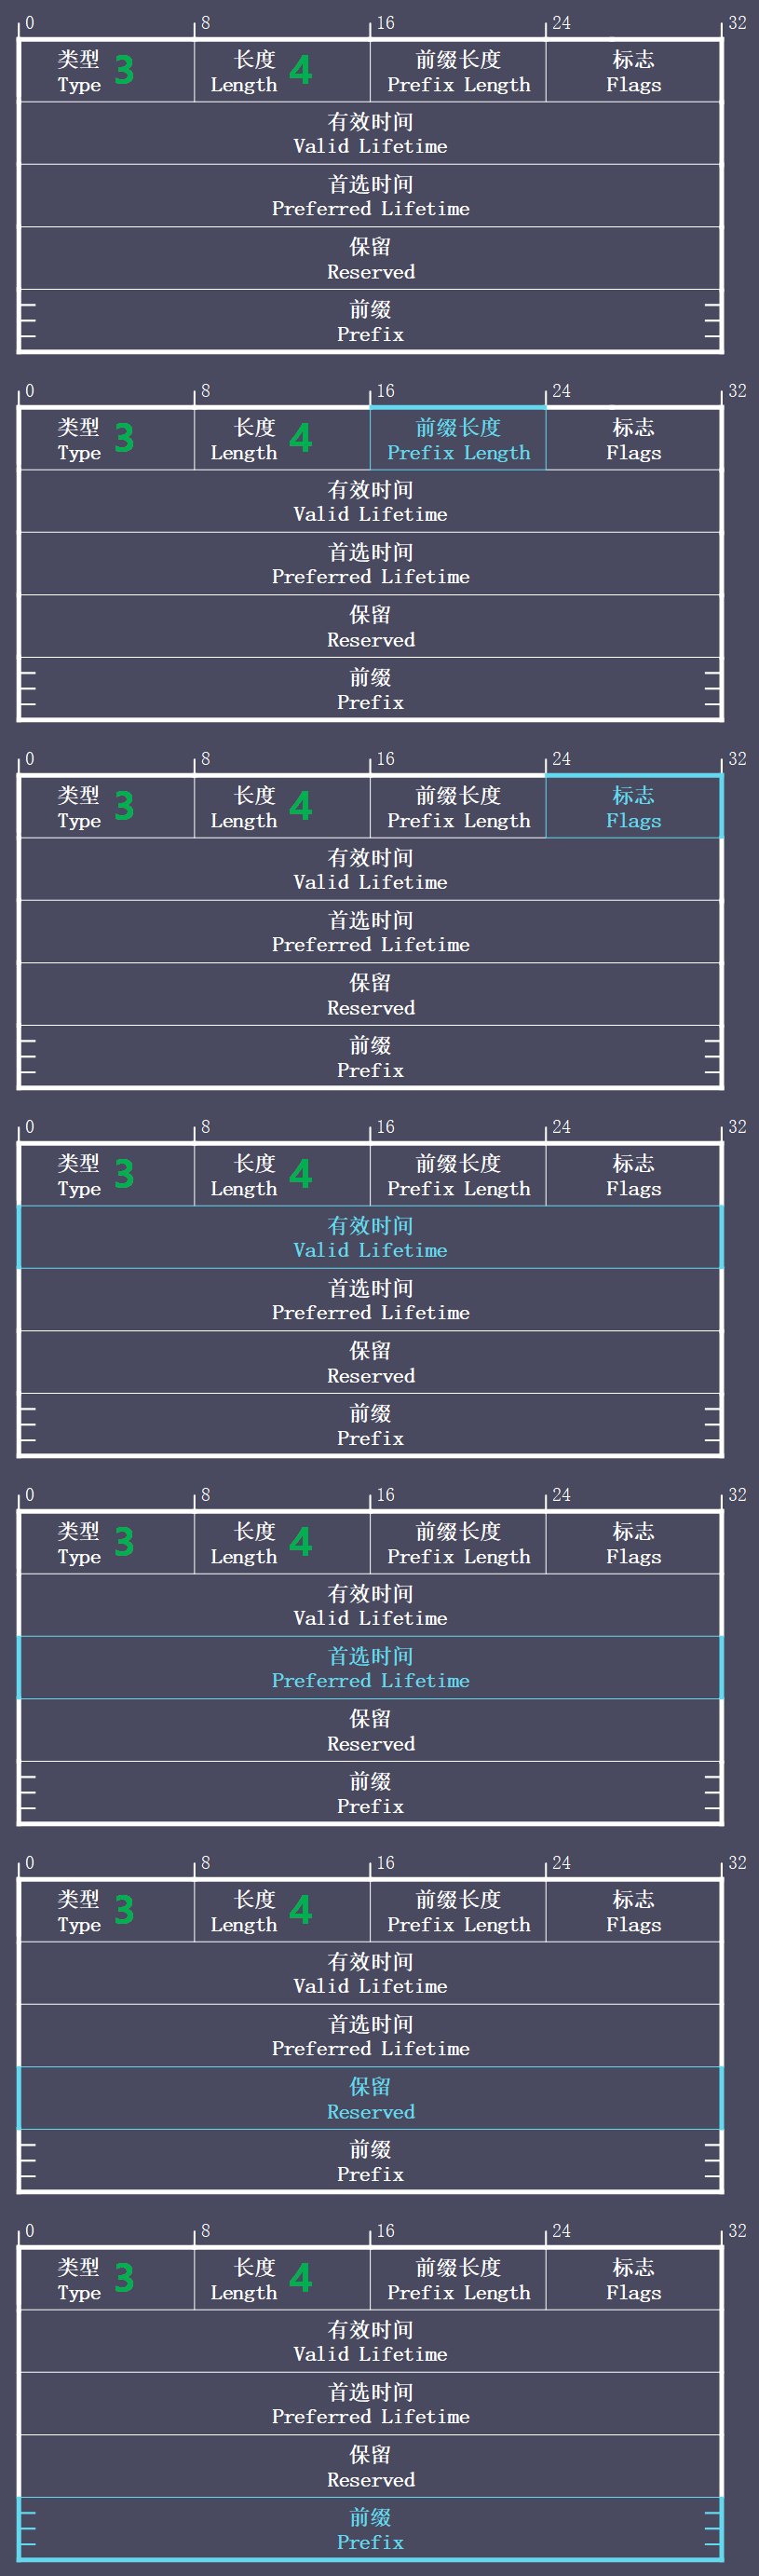 0 8 16 24 32
类型 长度 前缀长度 标志
Type 3 Length 4 Prefix Length Flags
有效时间
Valid Lifetime
首选时间
Preferred Lifetime
保留
Reserved
前缀
Prefix
0 8 16 24 32
类型 长度 前缀长度 标志
Type 3 Length 4 Prefix Length Flags
有效时间
Valid Lifetime
首选时间
Preferred Lifetime
保留
Reserved
前缀
Prefix
0 8 16 24 32
类型 长度 前缀长度 标志
Type 3 Length 4 Prefix Length Flags
有效时间
Valid Lifetime
首选时间
Preferred Lifetime
保留
Reserved
前缀
Prefix
0 8 16 24 32
类型 长度 前缀长度 标志
Type 3 Length 4 Prefix Length Flags
有效时间
Valid Lifetime
首选时间
Preferred Lifetime
保留
Reserved
前缀
Prefix
0 8 16 24 32
类型 长度 前缀长度 标志
Type 3 Length 4 Prefix Length Flags
有效时间
Valid Lifetime
首选时间
Preferred Lifetime
保留
Reserved
前缀
Prefix
0 8 16 24 32
类型 长度 前缀长度 标志
Type 3 Length 4 Prefix Length Flags
有效时间
Valid Lifetime
首选时间
Preferred Lifetime
保留
Reserved
前缀
Prefix
0 8 16 24 32
类型 长度 前缀长度 标志
Type 3 Length 4 Prefix Length Flags
有效时间
Valid Lifetime
首选时间
Preferred Lifetime
保留
Reserved
前缀
Prefix